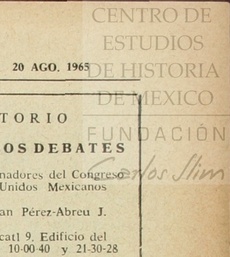 CENTRO DE
ESTUDIOS
DE HISTORIA
DE MEXICO
FUNDACIÓN
Carlos Slim
20 AGO. 1965
TORIO
OS DEBATES
nadores del Congreso
Unidos Mexicanos
an Pérez-Abreu J.
catl 9. Edificio del
10-00-40 y 21-30-28